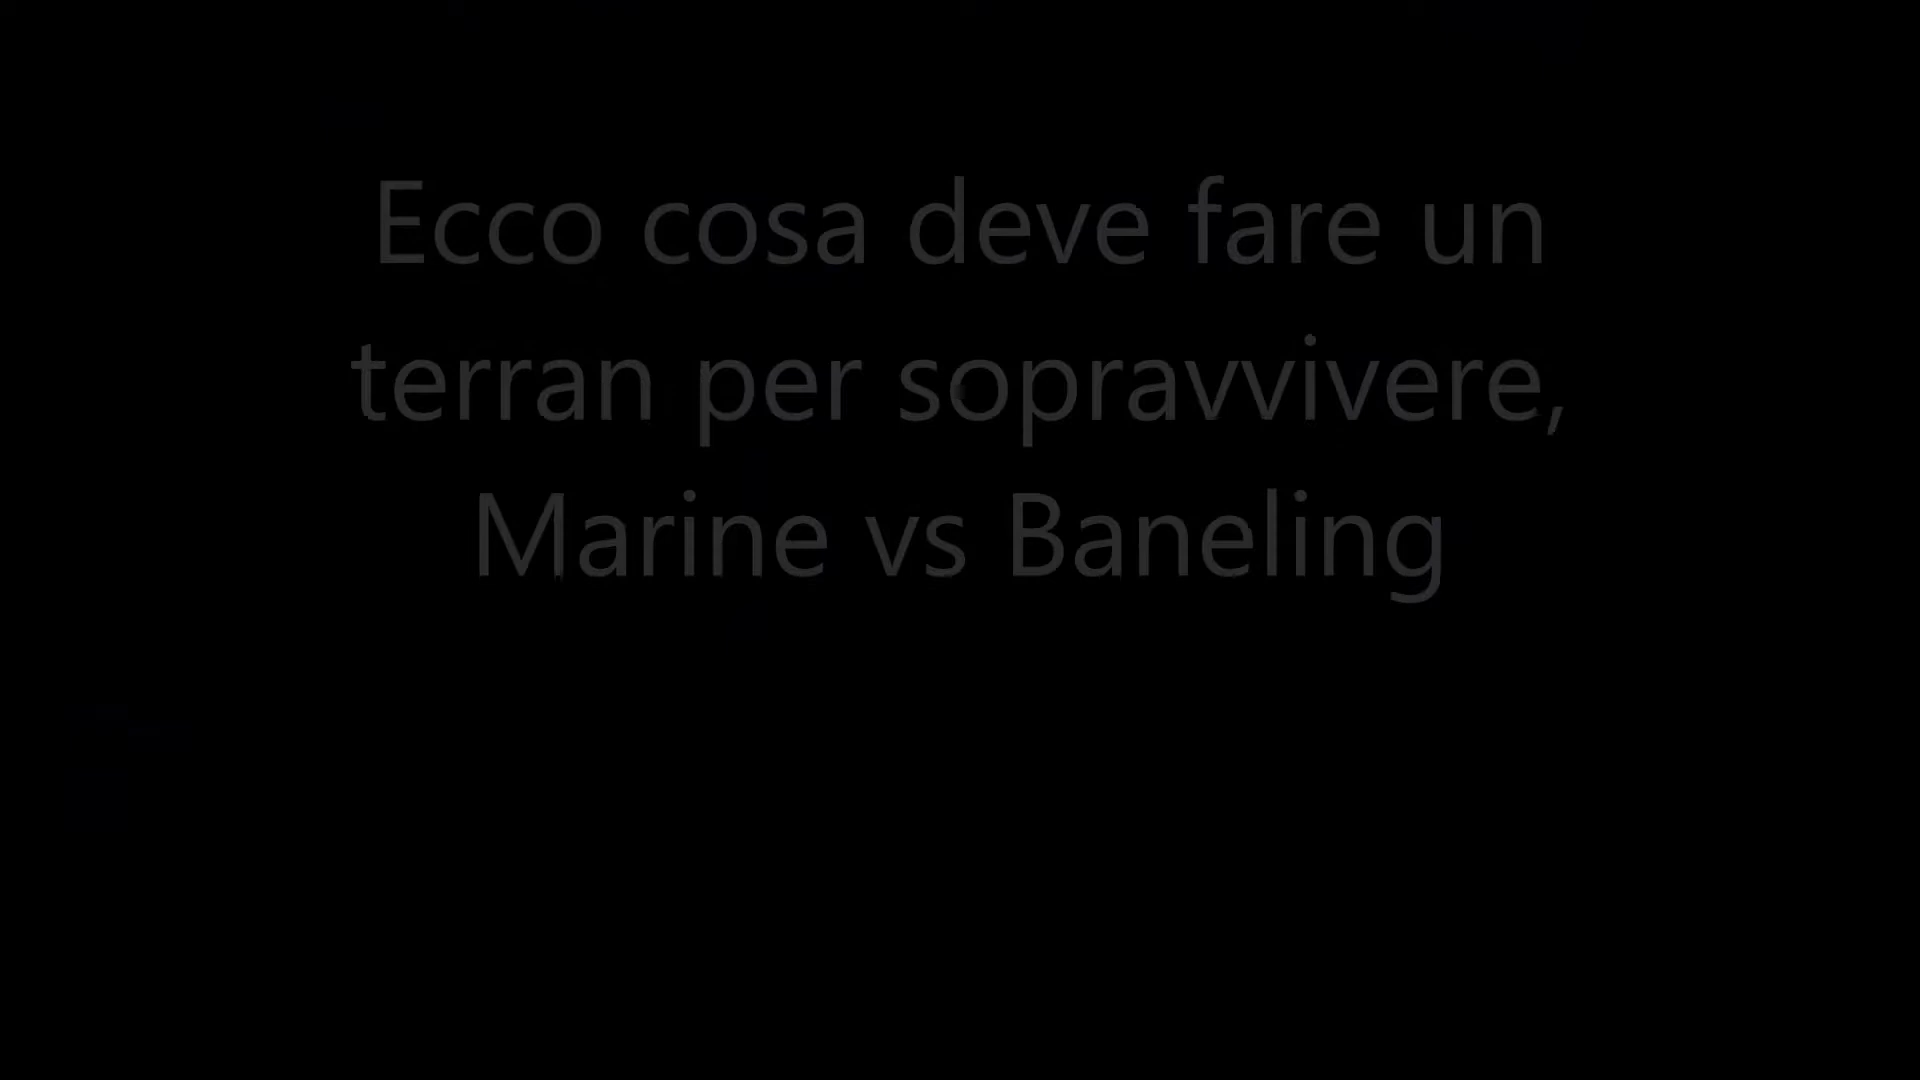 Ecco cosa deve fare un
terran per sopravvivere,
Marine vs Baneling